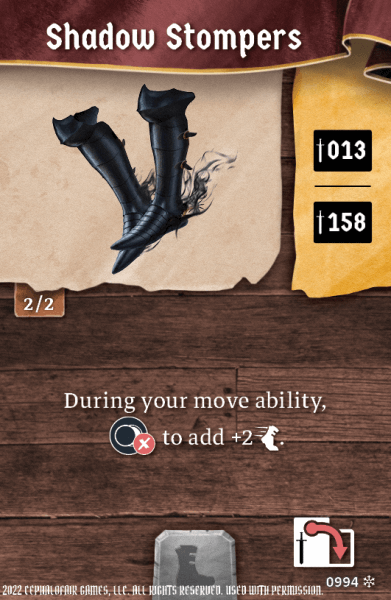 Shadow Stompers
013
158
2/2
During your move ability,
to add +2 .
0994
2022 CEPHALOFAIR GAMES, LLC. ALL RIGHTS RESERVED. USED WITH PERMISSION.